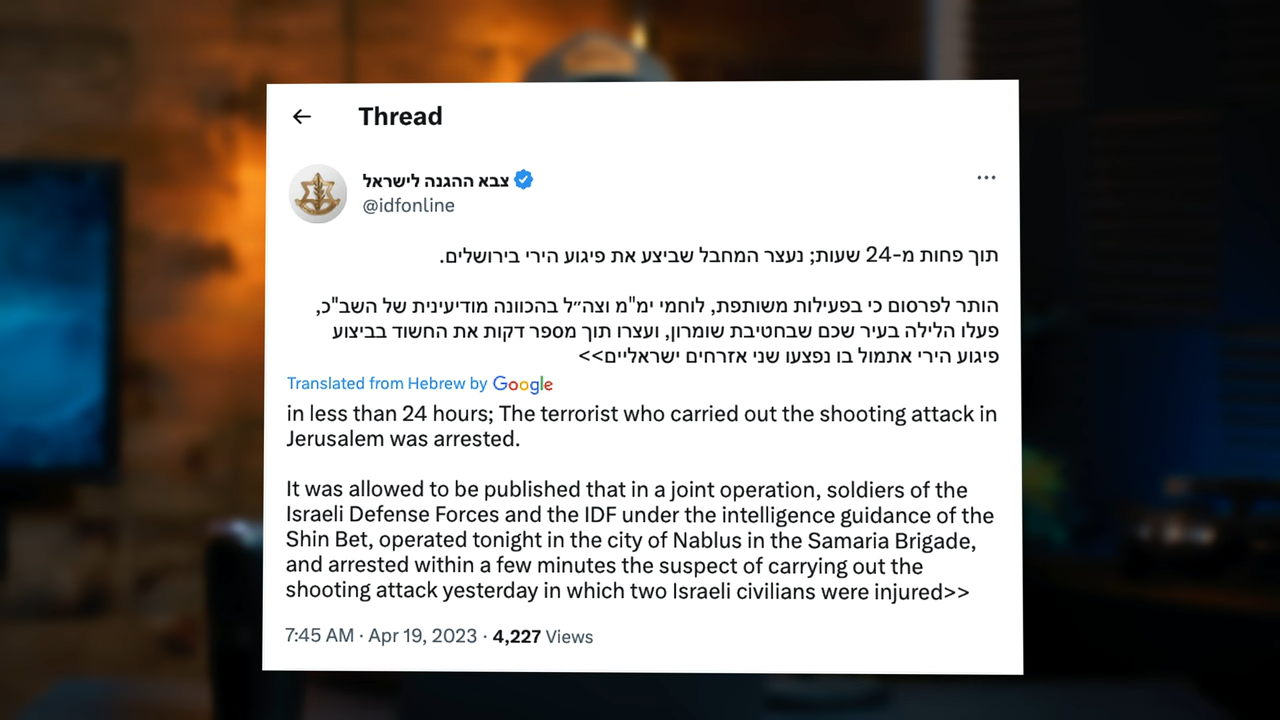 Thread
צבא ההגנה לישראל
@idfonline
תוך פחות מ-24 שעות; נעצר המחבל שביצע את פיגוע הירי בירושלים.
הותר לפרסום כי בפעילות משותפת, לוחמי ימ"מ וצה״ל בהכוונה מודיעינית של השב"כ,
פעלו הלילה בעיר שכם שבחטיבת שומרון, ועצרו תוך מספר דקות את החשוד בביצוע
פיגוע הירי אתמול בו נפצעו שני אזרחים ישראליים>>
Translated from Hebrew by Google
in less than 24 hours; The terrorist who carried out the shooting attack in
Jerusalem was arrested.
It was allowed to be published that in a joint operation, soldiers of the
Israeli Defense Forces and the IDF under the intelligence guidance of the
Shin Bet, operated tonight in the city of Nablus in the Samaria Brigade,
and arrested within a few minutes the suspect of carrying out the
shooting attack yesterday in which two Israeli civilians were injured>>
7:45 AM · Apr 19, 2023 · 4,227 Views